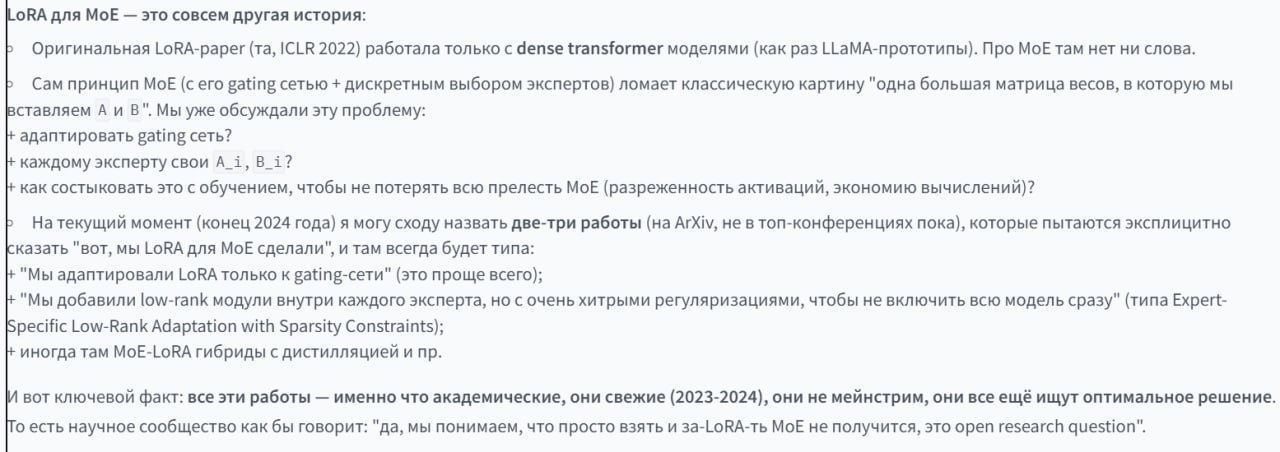 LoRA для MoE — это совсем другая история:
○ Оригинальная LoRA-paper (та, ICLR 2022) работала только с dense transformer моделями (как раз LLaMA-прототипы). Про MoE там нет ни слова.
○ Сам принцип MoE (с его gating сетью + дискретным выбором экспертов) ломает классическую картину "одна большая матрица весов, в которую мы
вставляем A и B". Мы уже обсуждали эту проблему:
+ адаптировать gating сеть?
+ каждому эксперту свои A_i, B_i?
+ как состыковать это с обучением, чтобы не потерять всю прелесть MoE (разреженность активаций, экономию вычислений)?
○ На текущий момент (конец 2024 года) я могу сходу назвать две-три работы (на ArXiv, не в топ-конференциях пока), которые пытаются эксплицитно
сказать "вот, мы LoRA для MoE сделали", и там всегда будет типа:
+ "Мы адаптировали LoRA только к gating-сети" (это проще всего);
+ "Мы добавили low-rank модули внутри каждого эксперта, но с очень хитрыми регуляризациями, чтобы не включить всю модель сразу" (типа Expert-
Specific Low-Rank Adaptation with Sparsity Constraints);
+ иногда там MoE-LoRA гибриды с дистилляцией и пр.
И вот ключевой факт: все эти работы — именно что академические, они свежие (2023-2024), они не мейнстрим, они все ещё ищут оптимальное решение.
То есть научное сообщество как бы говорит: "да, мы понимаем, что просто взять и за-LoRA-ть MoE не получится, это open research question".